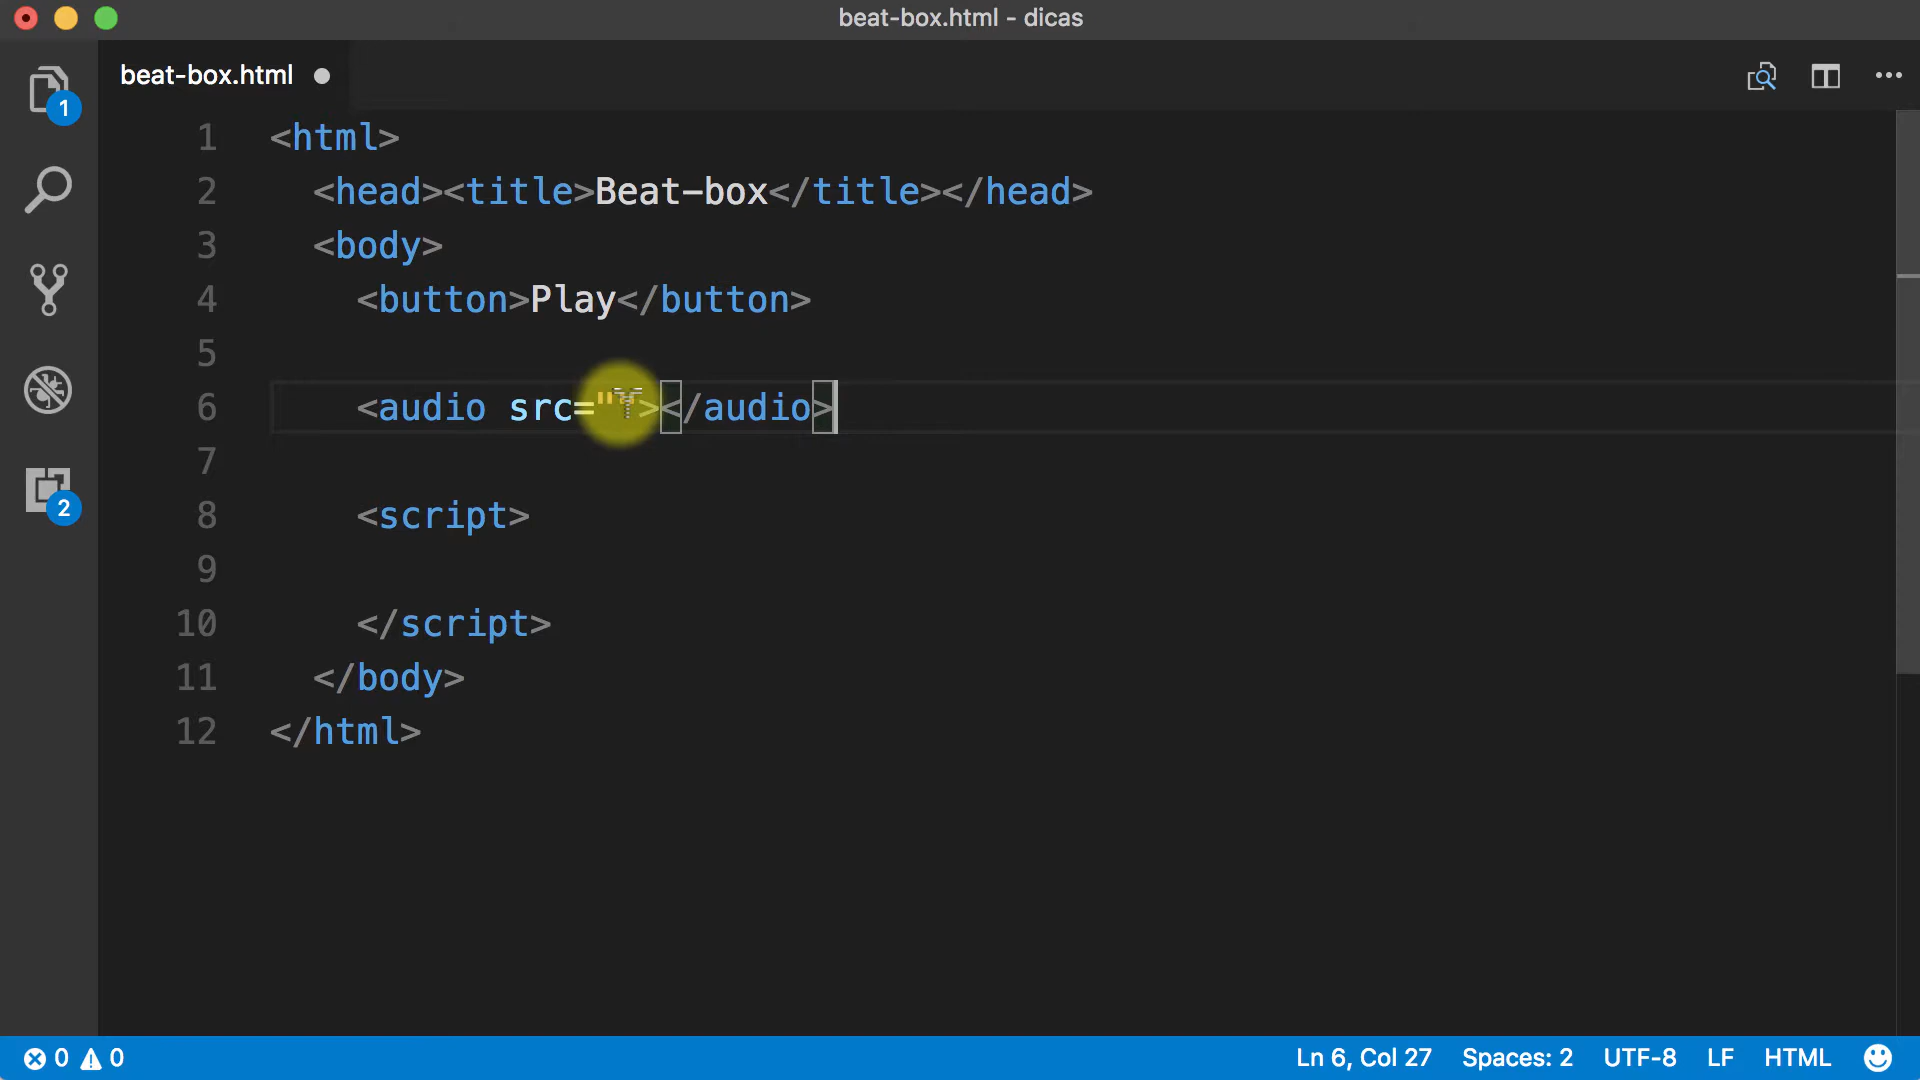 beat-box.html - dicas
beat-box.html
1
2
1 <html>
2   <head><title>Beat-box</title></head>
3   <body>
4     <button>Play</button>
5
6     <audio src=""></audio>
7
8     <script>
9
10     </script>
11   </body>
12 </html>
0 0 Ln 6, Col 27 Spaces: 2 UTF-8 LF HTML